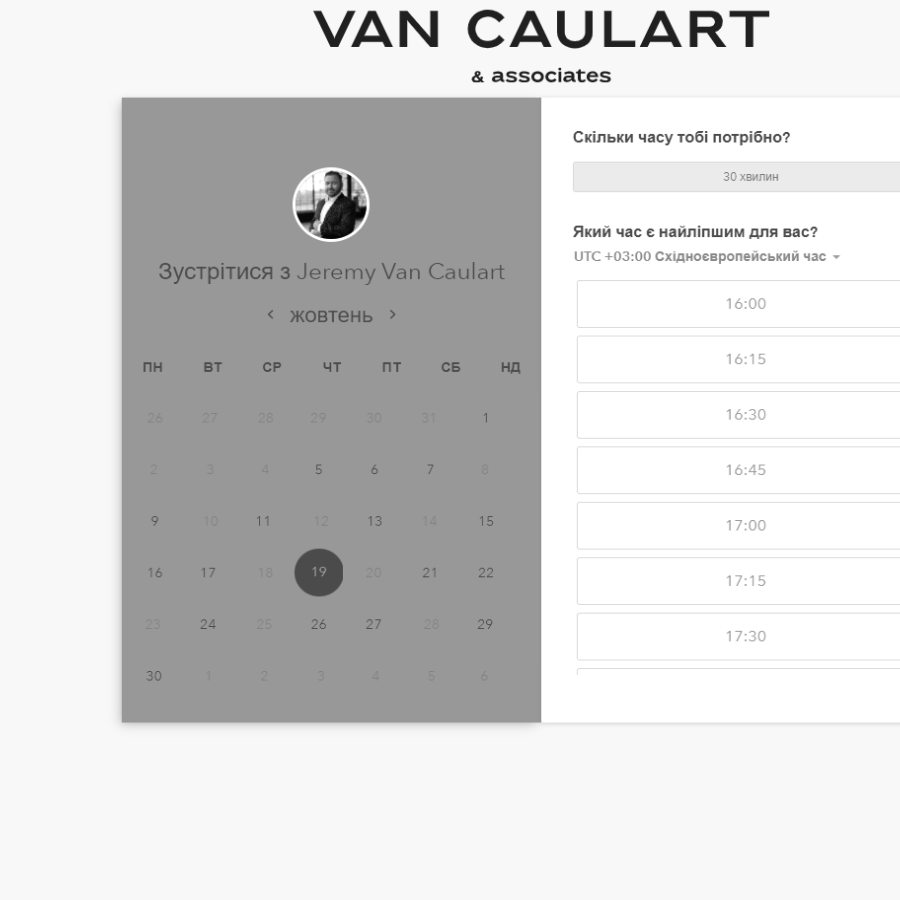 VAN CAULART
& associates
Зустрітися з Jeremy Van Caulart
жовтень
ПН ВТ СР ЧТ ПТ СБ НД
26 27 28 29 30 31 1
2 3 4 5 6 7 8
9 10 11 12 13 14 15
16 17 18 19 20 21 22
23 24 25 26 27 28 29
30 1 2 3 4 5 6
Скільки часу тобі потрібно?
30 хвилин
Який час є найліпшим для вас?
UTC +03:00 Східноєвропейський час
16:00
16:15
16:30
16:45
17:00
17:15
17:30